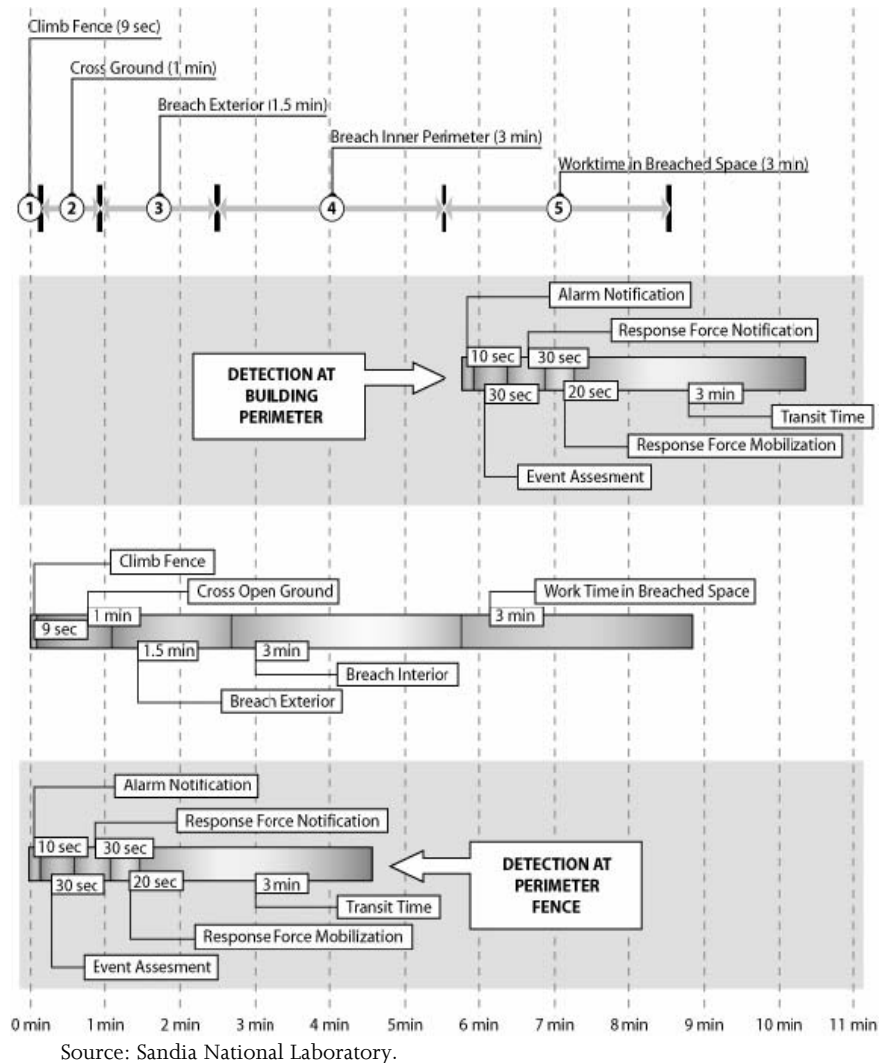 Climb Fence (9 sec)
Cross Ground (1 min)
Breach Exterior (1.5 min)
Breach Inner Perimeter (3 min)
Worktime in Breached Space (3 min)
1
2
3
4
5
Alarm Notification
Response Force Notification
10 sec
30 sec
DETECTION AT
BUILDING
PERIMETER
30 sec
20 sec
3 min
Transit Time
Response Force Mobilization
Event Assesment
Climb Fence
Cross Open Ground
Work Time in Breached Space
1 min
3 min
9 sec
1.5 min
3 min
Breach Interior
Breach Exterior
Alarm Notification
Response Force Notification
10 sec
30 sec
DETECTION AT
PERIMETER
FENCE
30 sec
20 sec
3 min
Transit Time
Response Force Mobilization
Event Assesment
0 min 1 min 2 min 3 min 4 min 5min 6 min 7 min 8 min 9 min 10 min 11 min
Source: Sandia National Laboratory.